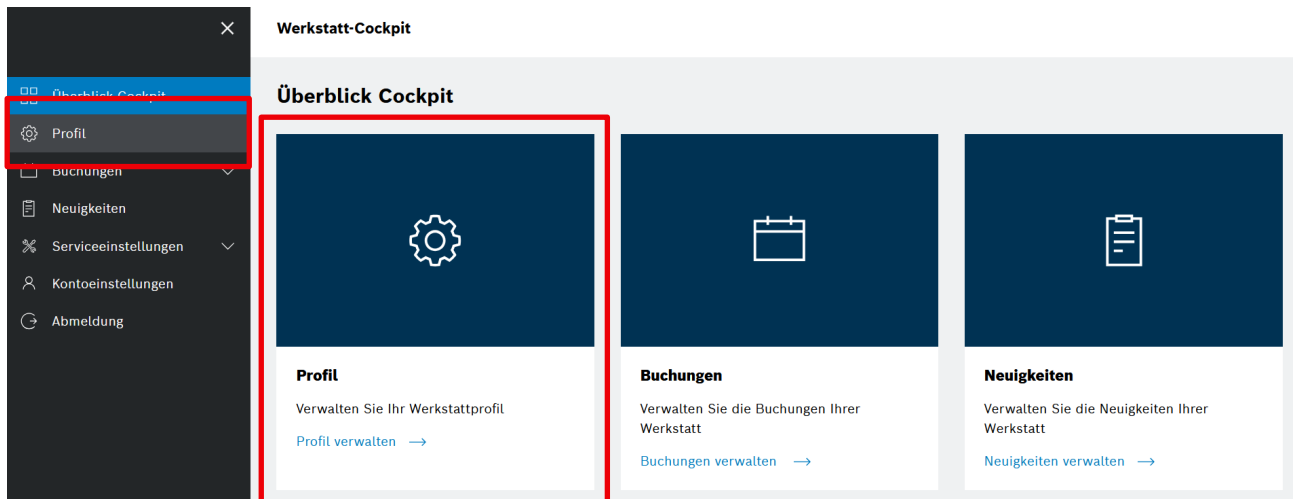 Werkstatt-Cockpit
Überblick Cockpit
Profil
Buchungen
Neuigkeiten
Serviceeinstellungen
Kontoeinstellungen
Abmeldung
Überblick Cockpit
Profil
Verwalten Sie Ihr Werkstattprofil
Profil verwalten
Buchungen
Verwalten Sie die Buchungen Ihrer
Werkstatt
Buchungen verwalten
Neuigkeiten
Verwalten Sie die Neuigkeiten Ihrer
Werkstatt
Neuigkeiten verwalten